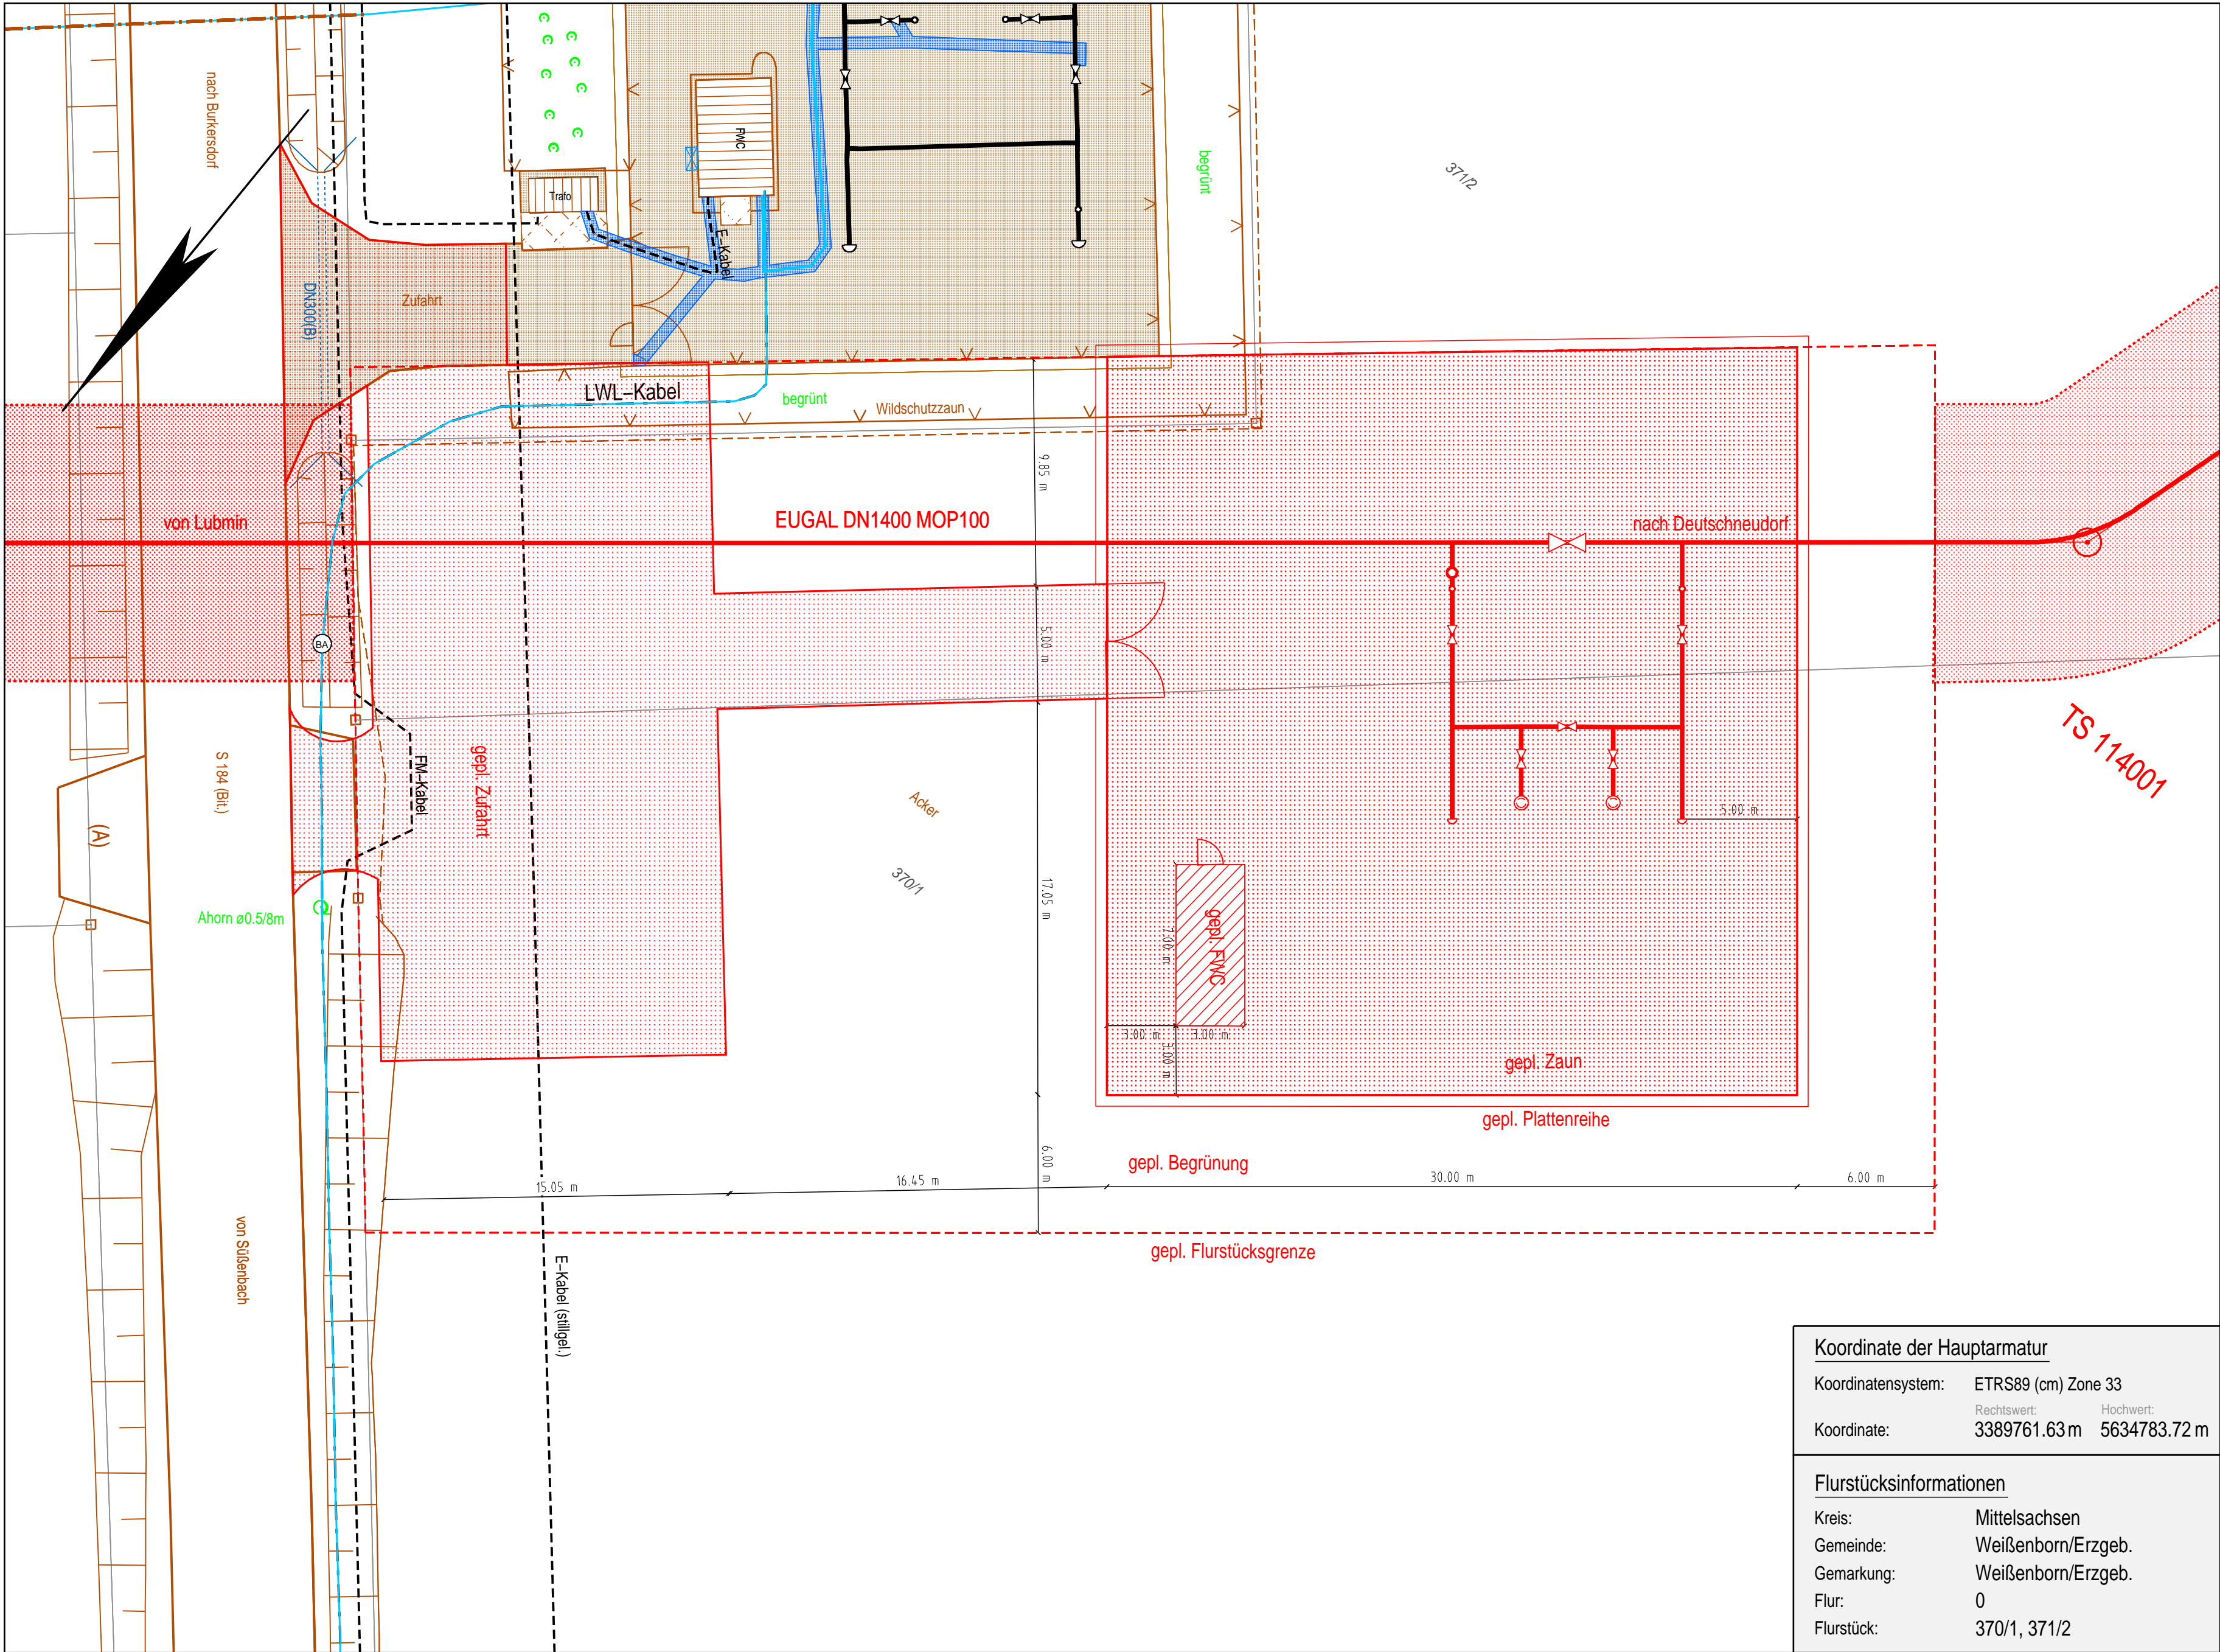 nach Burkersdorf
FWC
Trafo
E-Kabel
begrünt
371/2
DN300(B)
Zufahrt
LWL-Kabel
begrünt
Wildschutzzaun
9.85 m
von Lubmin
EUGAL DN1400 MOP100
nach Deutschneudorf
5.00 m
BA
TS 114001
S 184 (Bit.)
FM-Kabel
gepl. Zufahrt
Acker
5.00 m
(A)
370/1
17.05 m
Ahorn ø0.5/8m
7.00 m
gepl. FWC
3.00 m
3.00 m
3.00 m
gepl. Zaun
gepl. Plattenreihe
6.00 m
gepl. Begrünung
15.05 m
16.45 m
30.00 m
6.00 m
von Süßenbach
E-Kabel (stillgel.)
gepl. Flurstücksgrenze
Koordinate der Hauptarmatur
Koordinatensystem: ETRS89 (cm) Zone 33
Rechtswert: Hochwert:
Koordinate: 3389761.63 m 5634783.72 m
Flurstücksinformationen
Kreis: Mittelsachsen
Gemeinde: Weißenborn/Erzgeb.
Gemarkung: Weißenborn/Erzgeb.
Flur: 0
Flurstück: 370/1, 371/2